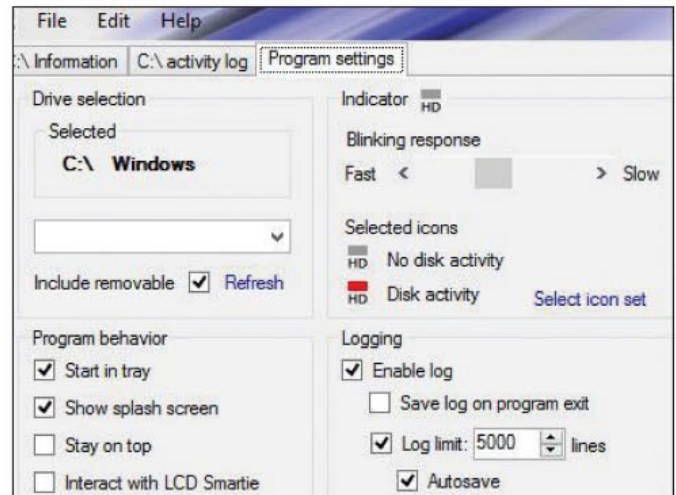 File Edit Help
:\ Information C:\ activity log Program settings
Drive selection
Selected
C:\ Windows
Include removable Refresh
Indicator HD
Blinking response
Fast < > Slow
Selected icons
HD No disk activity
HD Disk activity Select icon set
Program behavior
Start in tray
Show splash screen
Stay on top
Interact with LCD Smartie
Logging
Enable log
Save log on program exit
Log limit: 5000 lines
Autosave